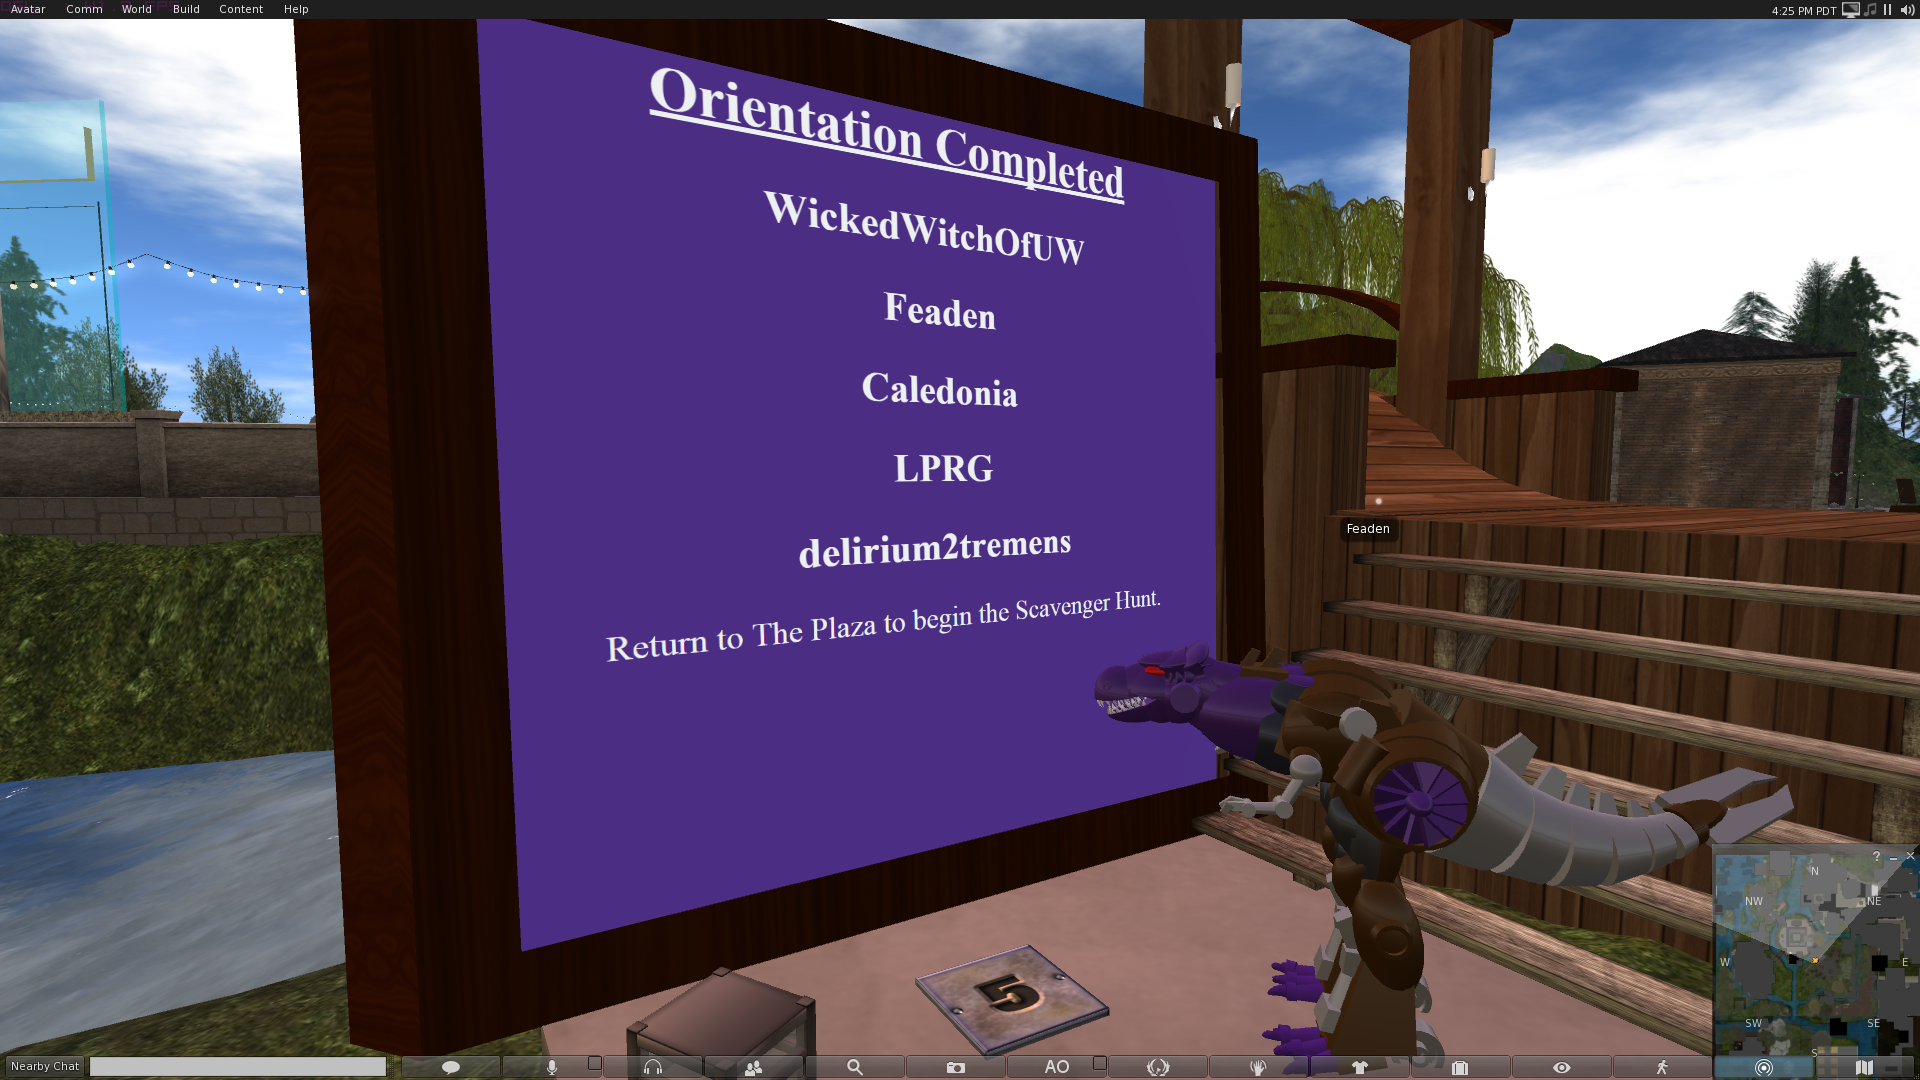 Avatar Comm World Build Content Help 4:25 PM PDT
Orientation Completed
WickedWitchOfUW
Feaden
Caledonia
LPRG
delirium2tremens
Return to The Plaza to begin the Scavenger Hunt.
Feaden
5
? 
N
NW NE
W E
SW SE
S
Nearby Chat AO